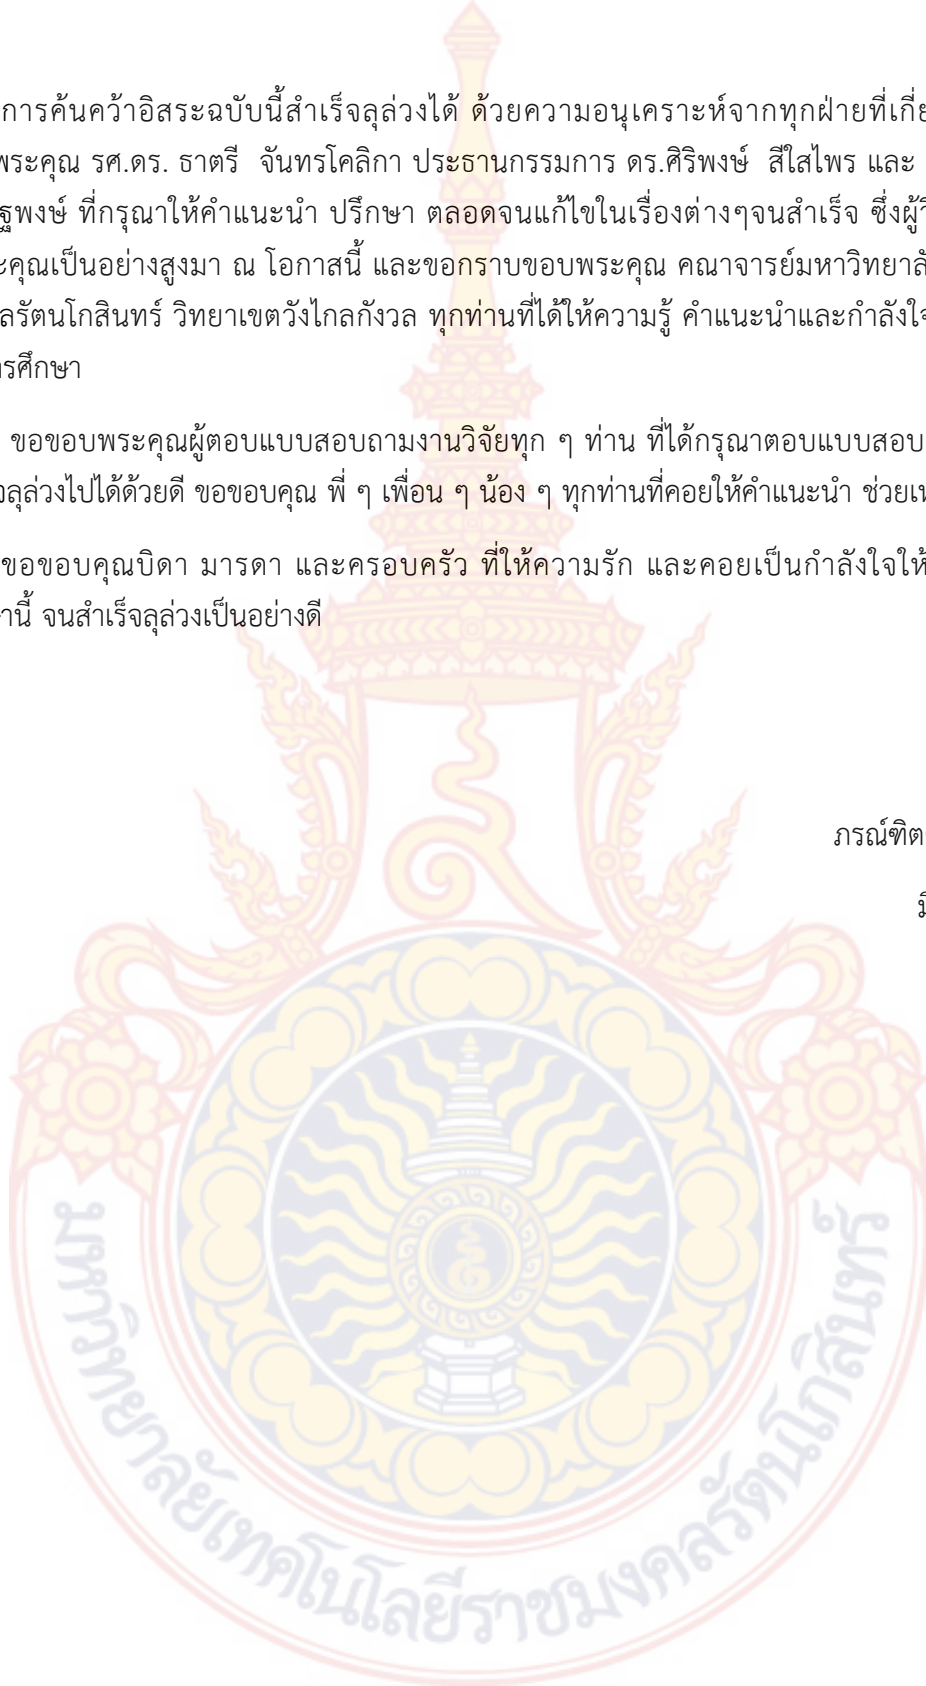 การค้นคว้าอิสระฉบับนี้สำเร็จลุล่วงได้ ด้วยความอนุเคราะห์จากทุกฝ่ายที่เกี่ย
พระคุณ รศ.ดร. ธาตรี จันทรโคลิกา ประธานกรรมการ ดร.ศิริพงษ์ สีใสไพร และ
ฐพงษ์ ที่กรุณาให้คำแนะนำ ปรึกษา ตลอดจนแก้ไขในเรื่องต่างๆจนสำเร็จ ซึ่งผู้วิ
ะคุณเป็นอย่างสูงมา ณ โอกาสนี้ และขอกราบขอบพระคุณ คณาจารย์มหาวิทยาลั
ลรัตนโกสินทร์ วิทยาเขตวังไกลกังวล ทุกท่านที่ได้ให้ความรู้ คำแนะนำและกำลังใจ
ารศึกษา
ขอขอบพระคุณผู้ตอบแบบสอบถามงานวิจัยทุก ๆ ท่าน ที่ได้กรุณาตอบแบบสอบ
จลุล่วงไปได้ด้วยดี ขอขอบคุณ พี่ ๆ เพื่อน ๆ น้อง ๆ ทุกท่านที่คอยให้คำแนะนำ ช่วยเห
ขอขอบคุณบิดา มารดา และครอบครัว ที่ให้ความรัก และคอยเป็นกำลังใจให้
านี้ จนสำเร็จลุล่วงเป็นอย่างดี
ภรณ์ฑิต
มี
มหาวิทยาลัยเทคโนโลยีราชมงคลรัตนโกสินทร์